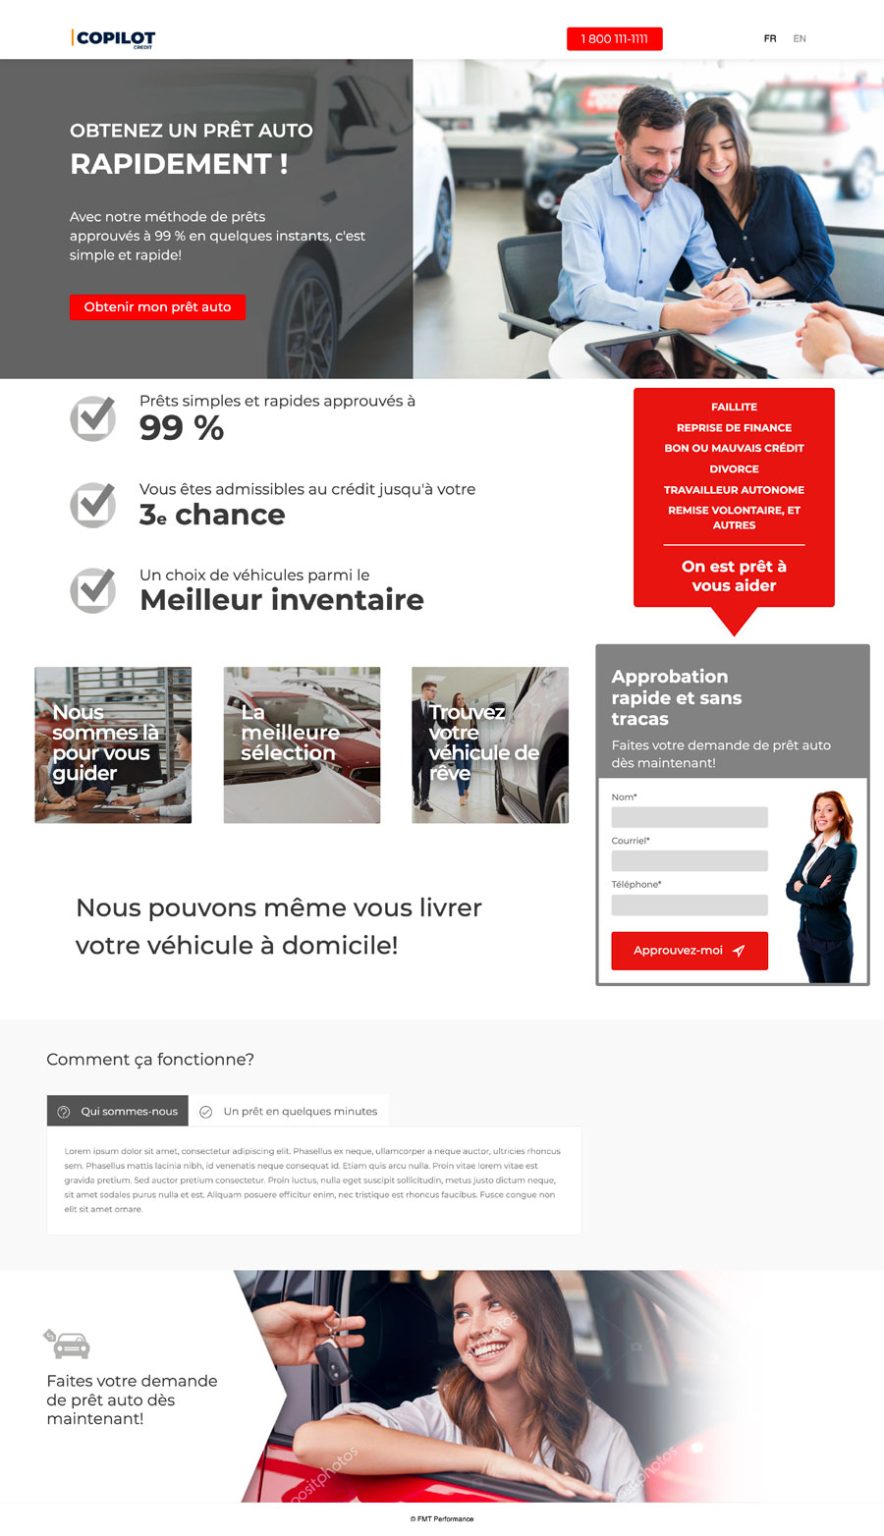 COPILOT
CREDIT
1 800 111-1111
FR
EN
OBTENEZ UN PRÊT AUTO
RAPIDEMENT !
Avec notre méthode de prêts
approuvés à 99 % en quelques instants, c'est
simple et rapide!
Obtenir mon prêt auto
Prêts simples et rapides approuvés à
99 %
Vous êtes admissibles au crédit jusqu'à votre
3e chance
Un choix de véhicules parmi le
Meilleur inventaire
FAILLITE
REPRISE DE FINANCE
BON OU MAUVAIS CRÉDIT
DIVORCE
TRAVAILLEUR AUTONOME
REMISE VOLONTAIRE, ET
AUTRES
On est prêt à
vous aider
Nous
sommes là
pour vous
guider
La
meilleure
sélection
Trouvez
votre
véhicule de
rêve
Approbation
rapide et sans
tracas
Faites votre demande de prêt auto
dès maintenant!
Nom*
Courriel*
Téléphone*
Approuvez-moi
Nous pouvons même vous livrer
votre véhicule à domicile!
Comment ça fonctionne?
Qui sommes-nous
Un prêt en quelques minutes
Lorem ipsum dolor sit amet, consectetur adipiscing elit. Phasellus ex neque, ullamcorper a neque auctor, ultricies rhoncus
sem. Phasellus mattis lacinia nibh, id venenatis neque consequat id. Etiam quis arcu nulla. Proin vitae lorem vitae est
gravida pretium. Sed auctor pretium consectetur. Proin luctus, nulla eget suscipit sollicitudin, metus justo dictum neque,
sit amet sodales purus nulla et est. Aliquam posuere efficitur enim, nec tristique est rhoncus faucibus. Fusce congue non
elit sit amet ornare.
Faites votre demande
de prêt auto dès
maintenant!
© FMT Performance